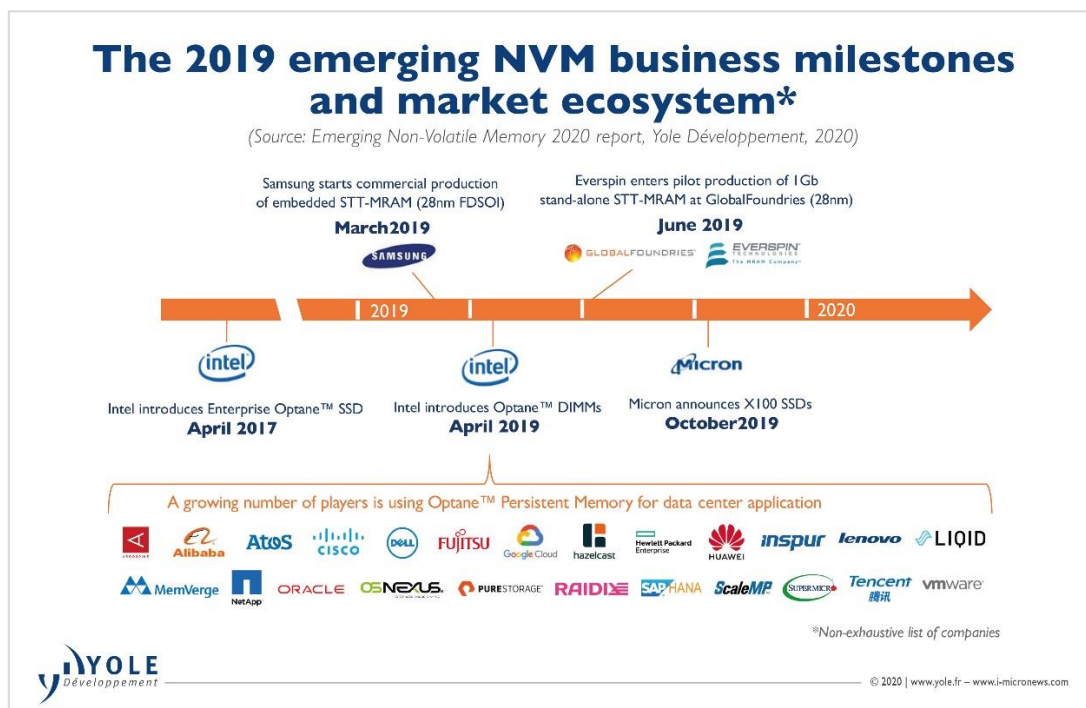 The 2019 emerging NVM business milestones
and market ecosystem*
(Source: Emerging Non-Volatile Memory 2020 report, Yole Développement, 2020)
Samsung starts commercial production
of embedded STT-MRAM (28nm FDSOI)
March2019
SAMSUNG
Everspin enters pilot production of 1Gb
stand-alone STT-MRAM at GlobalFoundries (28nm)
June 2019
GLOBALFOUNDRIES
EVERSPIN
TECHNOLOGIES
The MRAM Company
2019
2020
intel
Intel introduces Enterprise Optane™ SSD
April 2017
intel
Intel introduces Optane™ DIMMs
April 2019
Micron
Micron announces X100 SSDs
October2019
A growing number of players is using Optane™ Persistent Memory for data center application
Alibaba
Atos
CISCO
DELL
FUJITSU
Google Cloud
hazelcast
Hewlett Packard
Enterprise
HUAWEI
inspur
lenovo
LIQID
MemVerge
NetApp
ORACLE
OSNEXUS
PURESTORAGE
RAIDIX
SAP HANA
ScaleMP
SUPERMICRO
Tencent
腾讯
vmware
*Non-exhaustive list of companies
YOLE
Développement
© 2020 | www.yole.fr – www.i-micronews.com